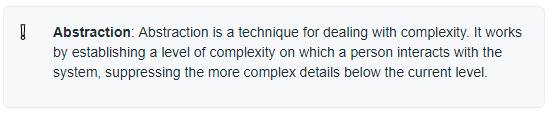 Abstraction: Abstraction is a technique for dealing with complexity. It works
by establishing a level of complexity on which a person interacts with the
system, suppressing the more complex details below the current level.